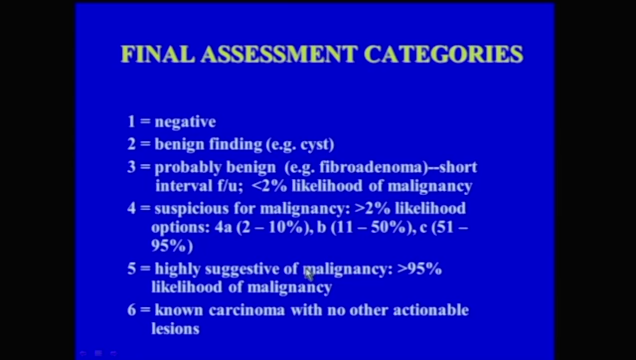 FINAL ASSESSMENT CATEGORIES
1 = negative
2 = benign finding (e.g. cyst)
3 = probably benign (e.g. fibroadenoma)--short
interval f/u; <2% likelihood of malignancy
4 = suspicious for malignancy: >2% likelihood
options: 4a (2 – 10%), b (11 – 50%), c (51 –
95%)
5 = highly suggestive of malignancy: >95%
likelihood of malignancy
6 = known carcinoma with no other actionable
lesions